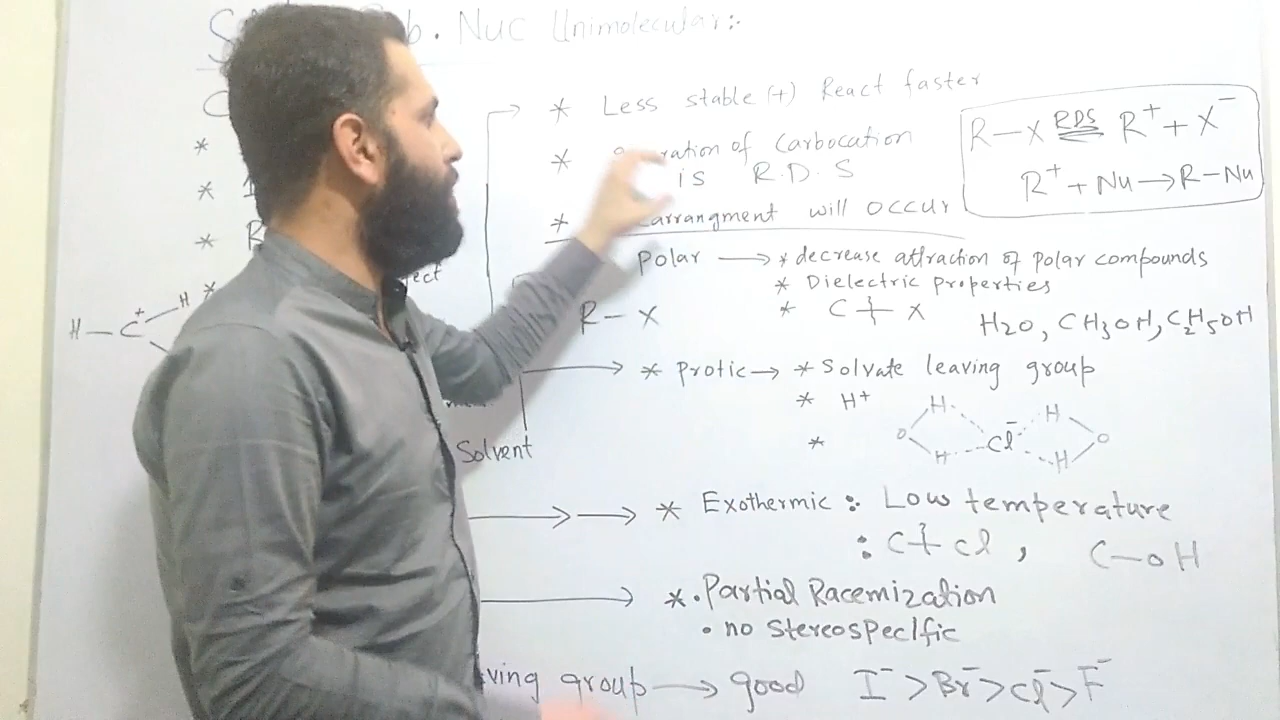 S b. Nuc Unimolecular:-
* Less stable (+) React faster
* ration of Carbocation
is R.D.S
* arrangment will occur
R-X RDS R+ + X-
R+ + Nu → R-Nu
Polar → * decrease attraction of polar compounds
* Dielectric Properties
R-X * C + X H2O, CH3OH, C2H5OH
H - C+ H
ect
* Protic → * Solvate leaving group
* H+
*
H H
O Cl- O
H H
Solvent
* Exothermic : Low temperature
: C + Cl, C-OH
* . Partial Racemization
. no Stereospecific
ving group → good I- > Br- > Cl- > F-